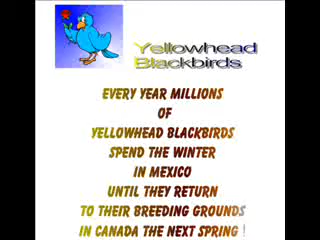 Yellowhead
Blackbirds
EVERY YEAR MILLIONS
OF
YELLOWHEAD BLACKBIRDS
SPEND THE WINTER
IN MEXICO
UNTIL THEY RETURN
TO THEIR BREEDING GROUNDS
IN CANADA THE NEXT SPRING !